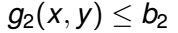 g₂(x, y) ≤ b₂